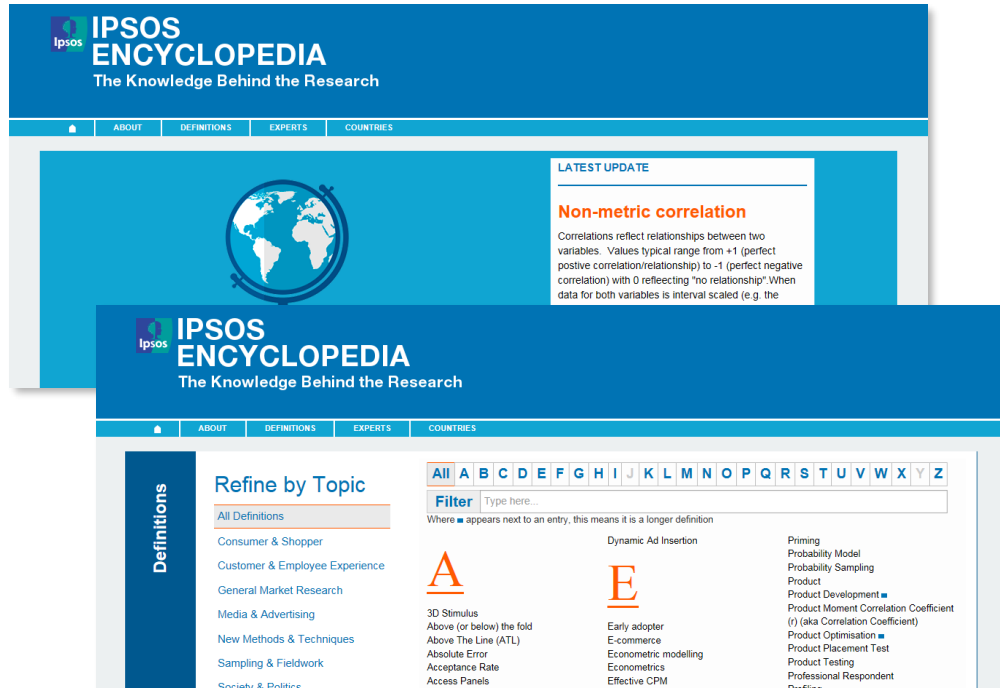 Ipsos
IPSOS
ENCYCLOPEDIA
The Knowledge Behind the Research
ABOUT
DEFINITIONS
EXPERTS
COUNTRIES
LATEST UPDATE
Non-metric correlation
Correlations reflect relationships between two
variables. Values typical range from +1 (perfect
postive correlation/relationship) to -1 (perfect negative
correlation) with 0 refleecting "no relationship".When
data for both variables is interval scaled (e.g. the
Ipsos
IPSOS
ENCYCLOPEDIA
The Knowledge Behind the Research
ABOUT
DEFINITIONS
EXPERTS
COUNTRIES
Definitions
Refine by Topic
All Definitions
Consumer & Shopper
Customer & Employee Experience
General Market Research
Media & Advertising
New Methods & Techniques
Sampling & Fieldwork
Society & Politics
All A B C D E F G H I J K L M N O P Q R S T U V W X Y Z
Filter Type here...
Where appears next to an entry, this means it is a longer definition
A
3D Stimulus
Above (or below) the fold
Above The Line (ATL)
Absolute Error
Acceptance Rate
Access Panels
Dynamic Ad Insertion
E
Early adopter
E-commerce
Econometric modelling
Econometrics
Effective CPM
Priming
Probability Model
Probability Sampling
Product
Product Development
Product Moment Correlation Coefficient
(r) (aka Correlation Coefficient)
Product Optimisation
Product Placement Test
Product Testing
Professional Respondent
Profiling